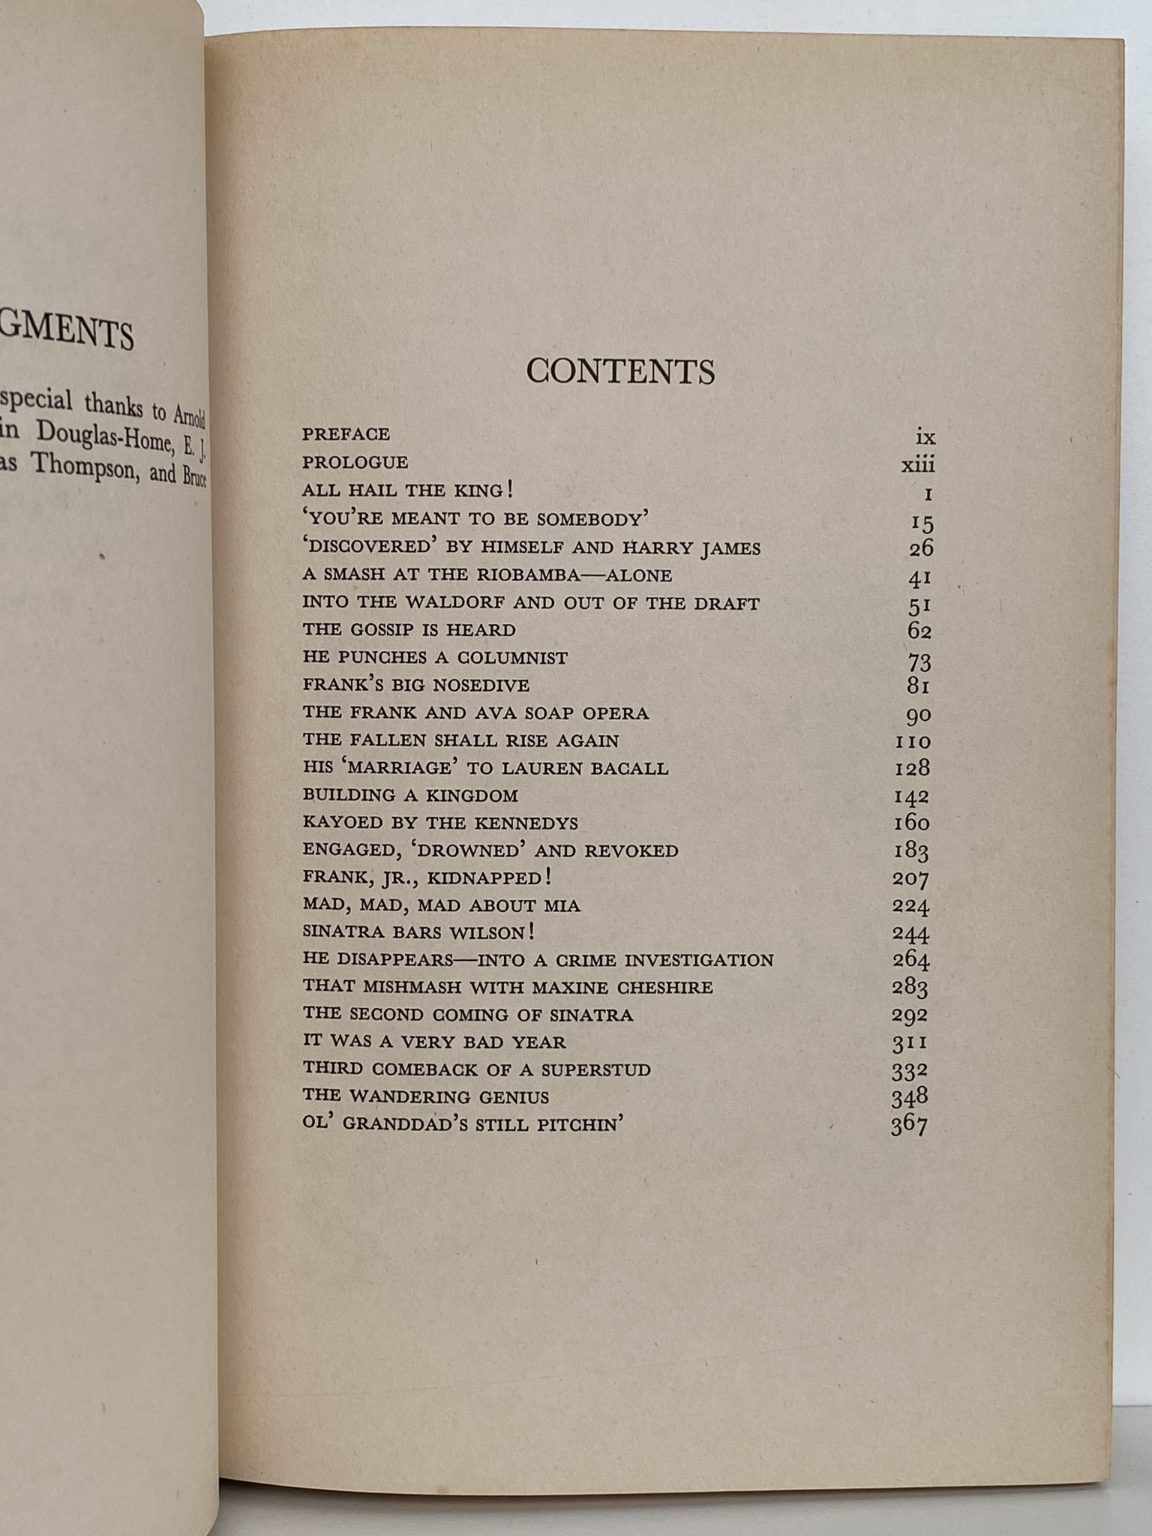 GMENTS
special thanks to Arnold
in Douglas-Home, E. J.
as Thompson, and Bruce
CONTENTS
PREFACE ix
PROLOGUE xiii
ALL HAIL THE KING! 1
‘YOU’RE MEANT TO BE SOMEBODY’ 15
‘DISCOVERED’ BY HIMSELF AND HARRY JAMES 26
A SMASH AT THE RIOBAMBA—ALONE 41
INTO THE WALDORF AND OUT OF THE DRAFT 51
THE GOSSIP IS HEARD 62
HE PUNCHES A COLUMNIST 73
FRANK’S BIG NOSEDIVE 81
THE FRANK AND AVA SOAP OPERA 90
THE FALLEN SHALL RISE AGAIN 110
HIS ‘MARRIAGE’ TO LAUREN BACALL 128
BUILDING A KINGDOM 142
KAYOED BY THE KENNEDYS 160
ENGAGED, ‘DROWNED’ AND REVOKED 183
FRANK, JR., KIDNAPPED! 207
MAD, MAD, MAD ABOUT MIA 224
SINATRA BARS WILSON! 244
HE DISAPPEARS—INTO A CRIME INVESTIGATION 264
THAT MISHMASH WITH MAXINE CHESHIRE 283
THE SECOND COMING OF SINATRA 292
IT WAS A VERY BAD YEAR 311
THIRD COMEBACK OF A SUPERSTUD 332
THE WANDERING GENIUS 348
OL’ GRANDDAD’S STILL PITCHIN’ 367